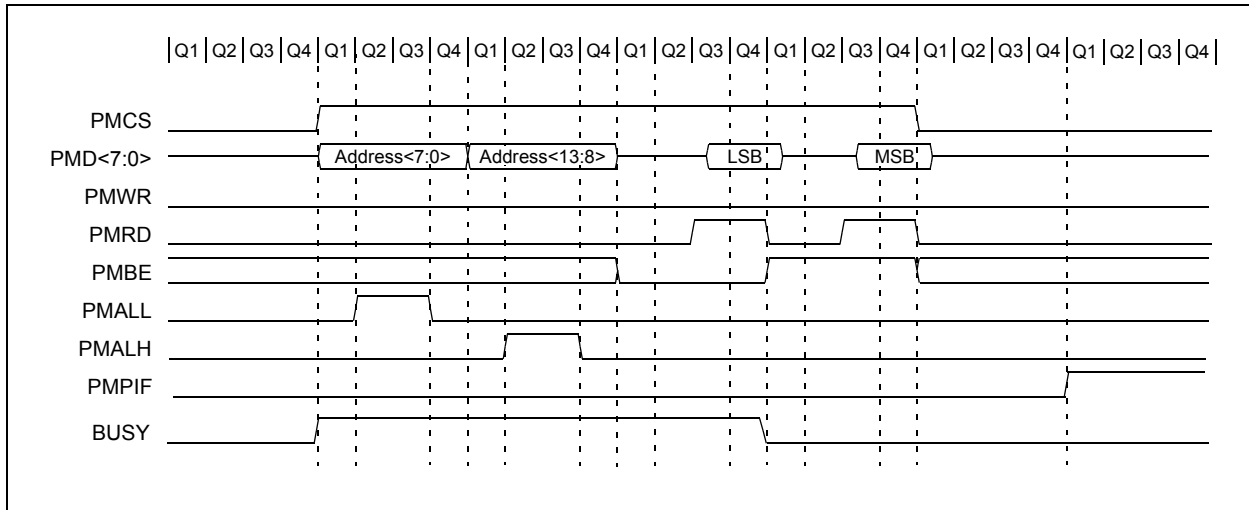 Q1 Q2 Q3 Q4 Q1 Q2 Q3 Q4 Q1 Q2 Q3 Q4 Q1 Q2 Q3 Q4 Q1 Q2 Q3 Q4 Q1 Q2 Q3 Q4 Q1 Q2 Q3 Q4
PMCS
PMD<7:0> Address<7:0> Address<13:8> LSB MSB
PMWR
PMRD
PMBE
PMALL
PMALH
PMPIF
BUSY